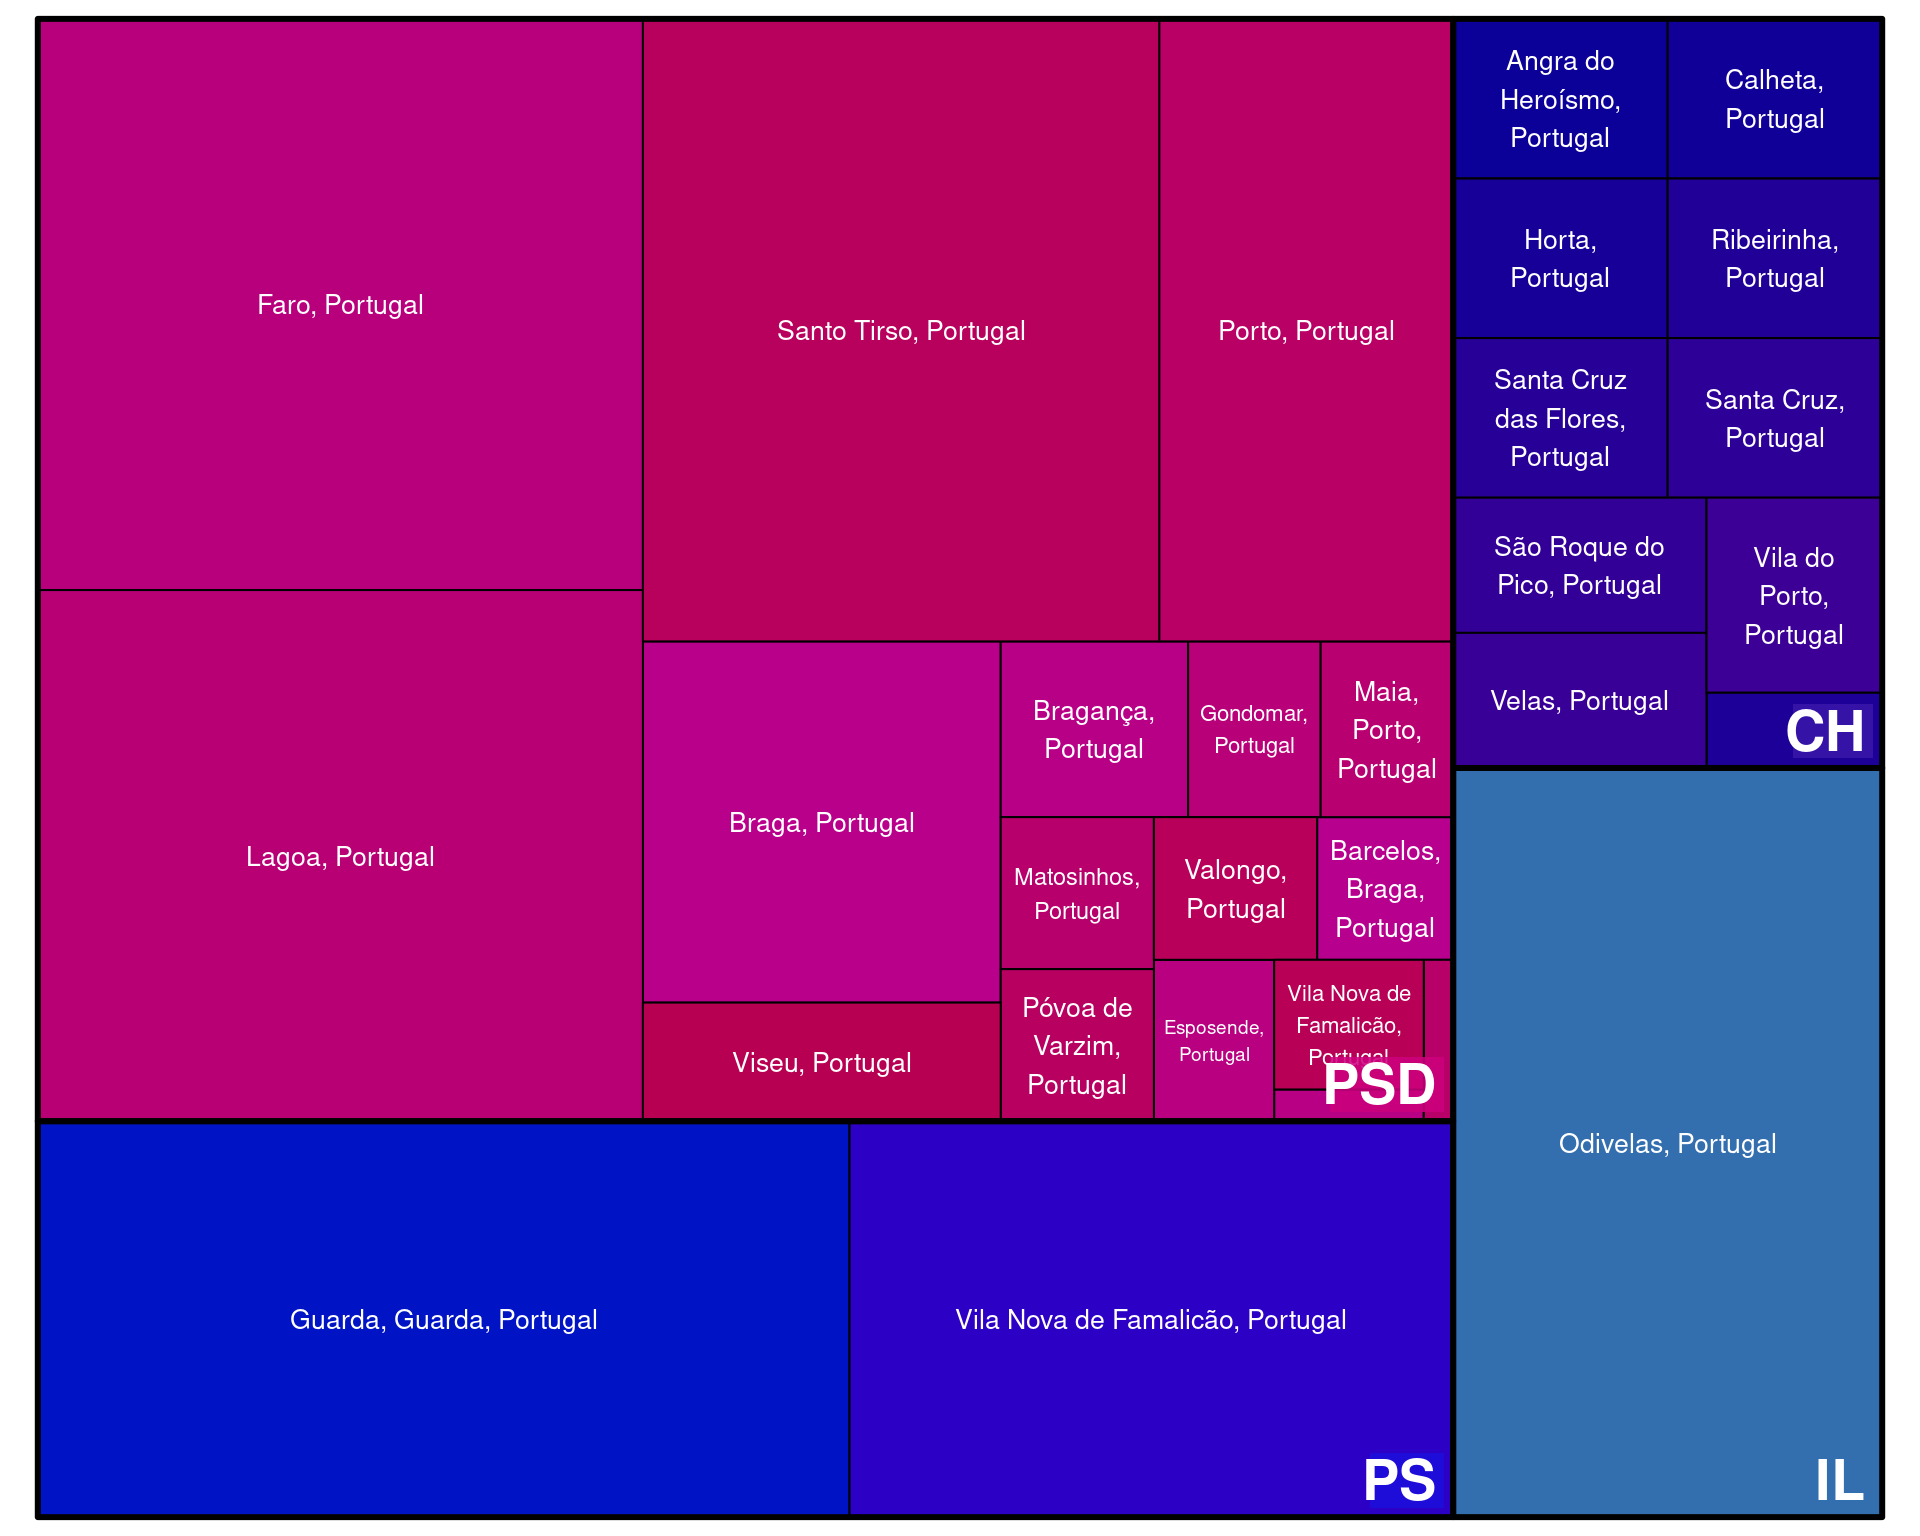 Faro, Portugal
Lagoa, Portugal
Santo Tirso, Portugal
Porto, Portugal
Braga, Portugal
Viseu, Portugal
Bragança,
Portugal
Gondomar,
Portugal
Maia,
Porto,
Portugal
Matosinhos,
Portugal
Valongo,
Portugal
Barcelos,
Braga,
Portugal
Póvoa de
Varzim,
Portugal
Esposende,
Portugal
Vila Nova de
Famalicão,
Portugal
PSD
Guarda, Guarda, Portugal
Vila Nova de Famalicão, Portugal
PS
Angra do
Heroísmo,
Portugal
Calheta,
Portugal
Horta,
Portugal
Ribeirinha,
Portugal
Santa Cruz
das Flores,
Portugal
Santa Cruz,
Portugal
São Roque do
Pico, Portugal
Vila do
Porto,
Portugal
Velas, Portugal
CH
Odivelas, Portugal
IL